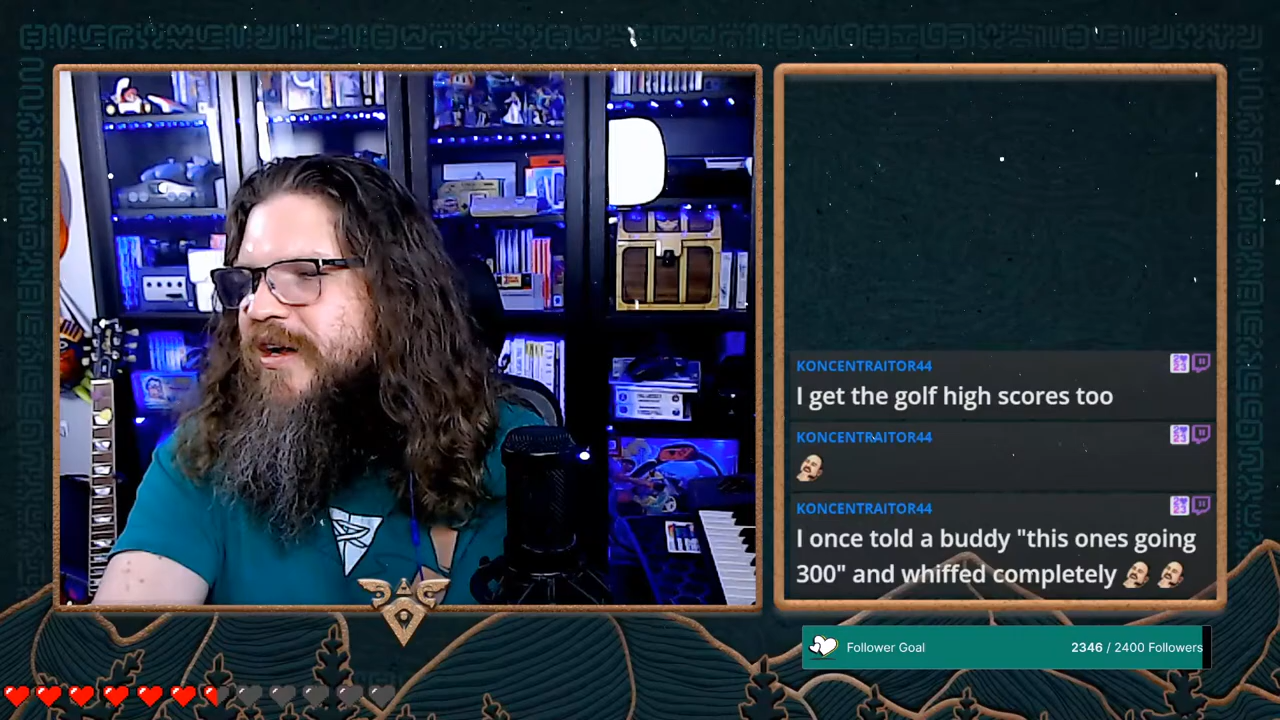 KONCENTRAITOR44
I get the golf high scores too
KONCENTRAITOR44
KONCENTRAITOR44
I once told a buddy "this ones going
300" and whiffed completely
Follower Goal
2346 / 2400 Followers